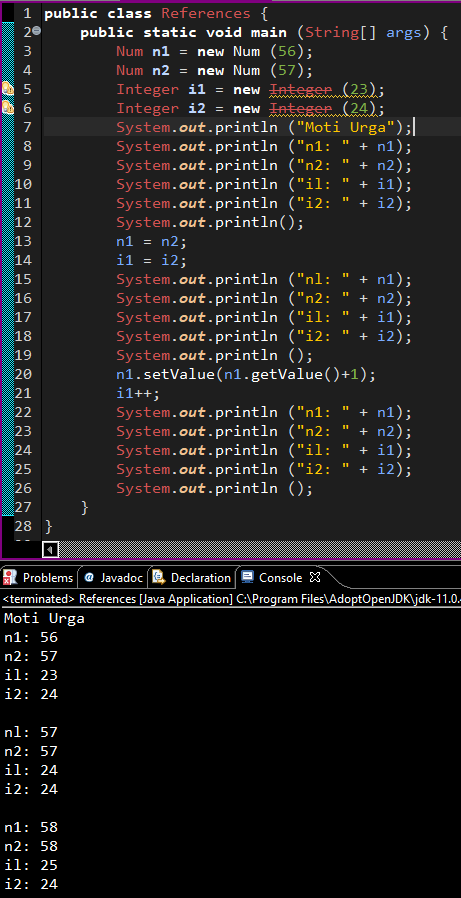 1 public class References {
2 public static void main (String[] args) {
3 Num n1 = new Num (56);
4 Num n2 = new Num (57);
5 Integer i1 = new Integer (23);
6 Integer i2 = new Integer (24);
7 System.out.println ("Moti Urga");
8 System.out.println ("n1: " + n1);
9 System.out.println ("n2: " + n2);
10 System.out.println ("il: " + i1);
11 System.out.println ("i2: " + i2);
12 System.out.println();
13 n1 = n2;
14 i1 = i2;
15 System.out.println ("nl: " + n1);
16 System.out.println ("n2: " + n2);
17 System.out.println ("il: " + i1);
18 System.out.println ("i2: " + i2);
19 System.out.println ();
20 n1.setValue(n1.getValue()+1);
21 i1++;
22 System.out.println ("n1: " + n1);
23 System.out.println ("n2: " + n2);
24 System.out.println ("il: " + i1);
25 System.out.println ("i2: " + i2);
26 System.out.println ();
27 }
28 }
Problems @ Javadoc Declaration Console
<terminated> References [Java Application] C:\Program Files\AdoptOpenJDK\jdk-11.0.
Moti Urga
n1: 56
n2: 57
il: 23
i2: 24
nl: 57
n2: 57
il: 24
i2: 24
n1: 58
n2: 58
il: 25
i2: 24